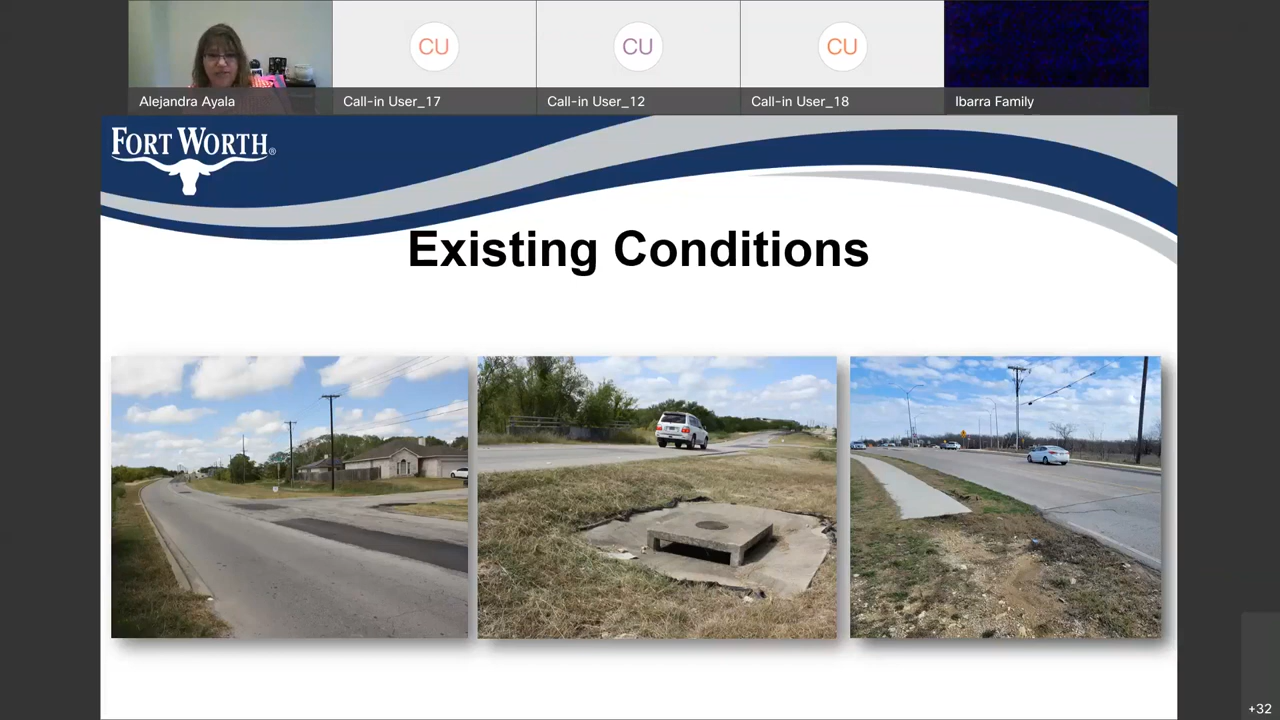 CU
CU
CU
Alejandra Ayala
Call-in User_17
Call-in User_12
Call-in User_18
Ibarra Family
FORT WORTH®
Existing Conditions
+32